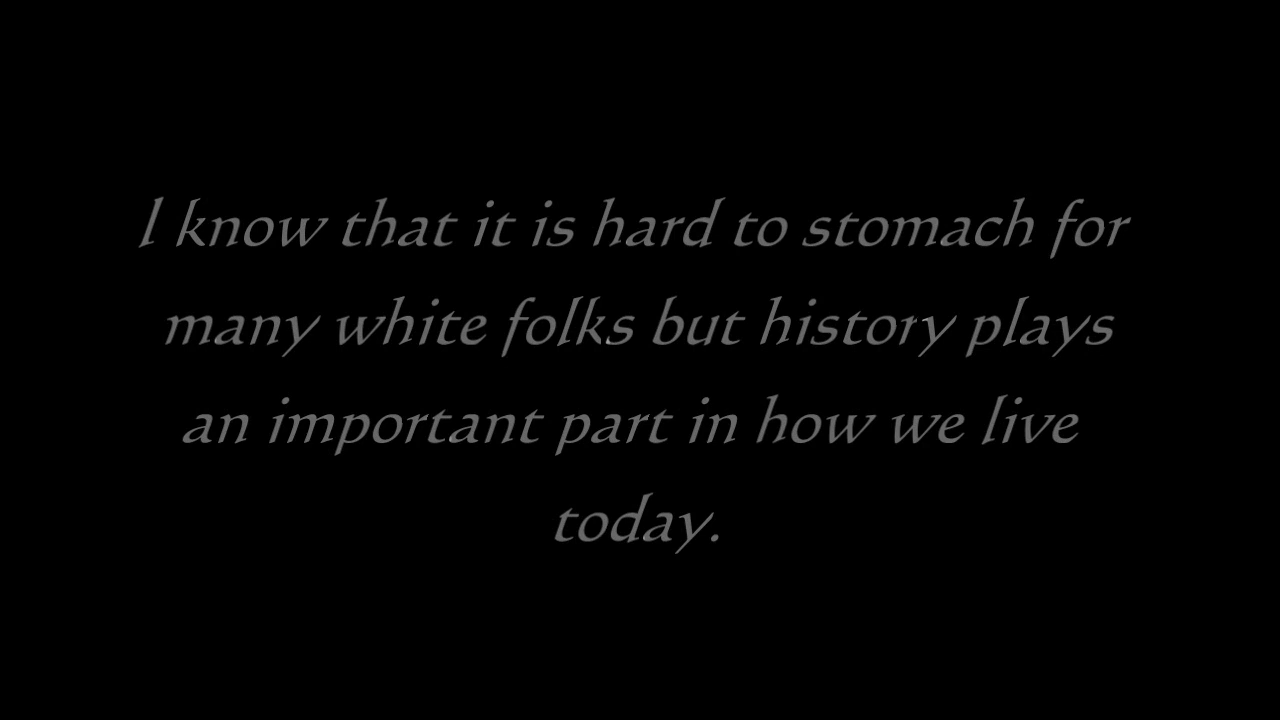 I know that it is hard to stomach for
many white folks but history plays
an important part in how we live
today.